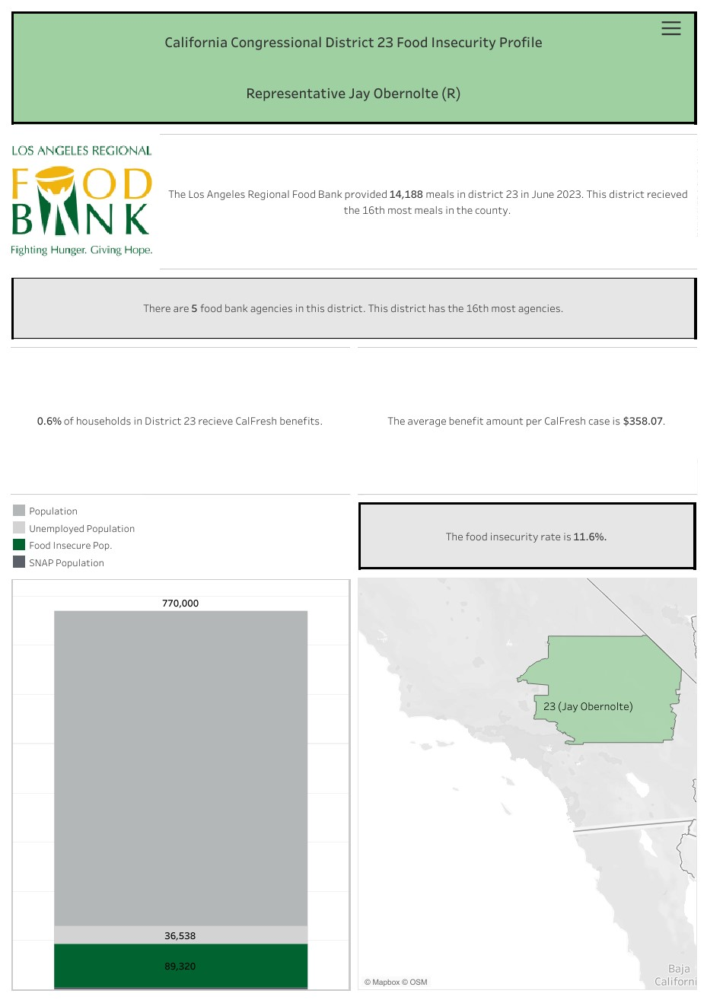 California Congressional District 23 Food Insecurity Profile
Representative Jay Obernolte (R)
LOS ANGELES REGIONAL
FOOD
BANK
Fighting Hunger. Giving Hope.
The Los Angeles Regional Food Bank provided 14,188 meals in district 23 in June 2023. This district recieved
the 16th most meals in the county.
There are 5 food bank agencies in this district. This district has the 16th most agencies.
0.6% of households in District 23 recieve CalFresh benefits.
The average benefit amount per CalFresh case is $358.07.
Population
Unemployed Population
Food Insecure Pop.
SNAP Population
The food insecurity rate is 11.6%.
770,000
36,538
89,320
23 (Jay Obernolte)
Baja
Californi
© Mapbox © OSM